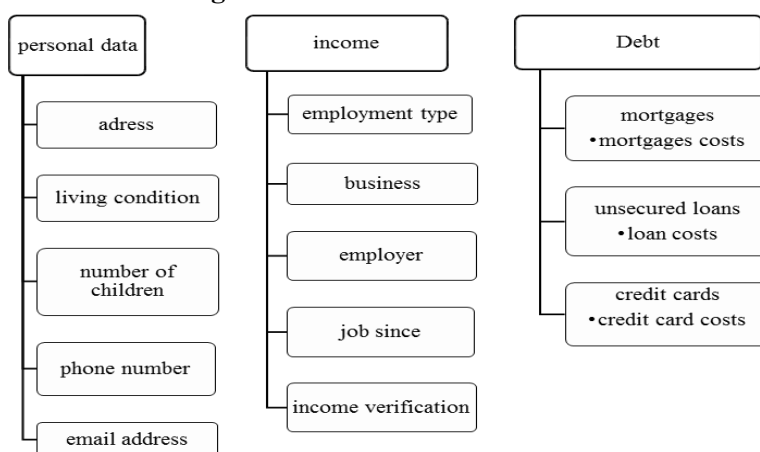 personal data
adress
living condition
number of
children
phone number
email address
income
employment type
business
employer
job since
income verification
Debt
mortgages
•mortgages costs
unsecured loans
•loan costs
credit cards
•credit card costs